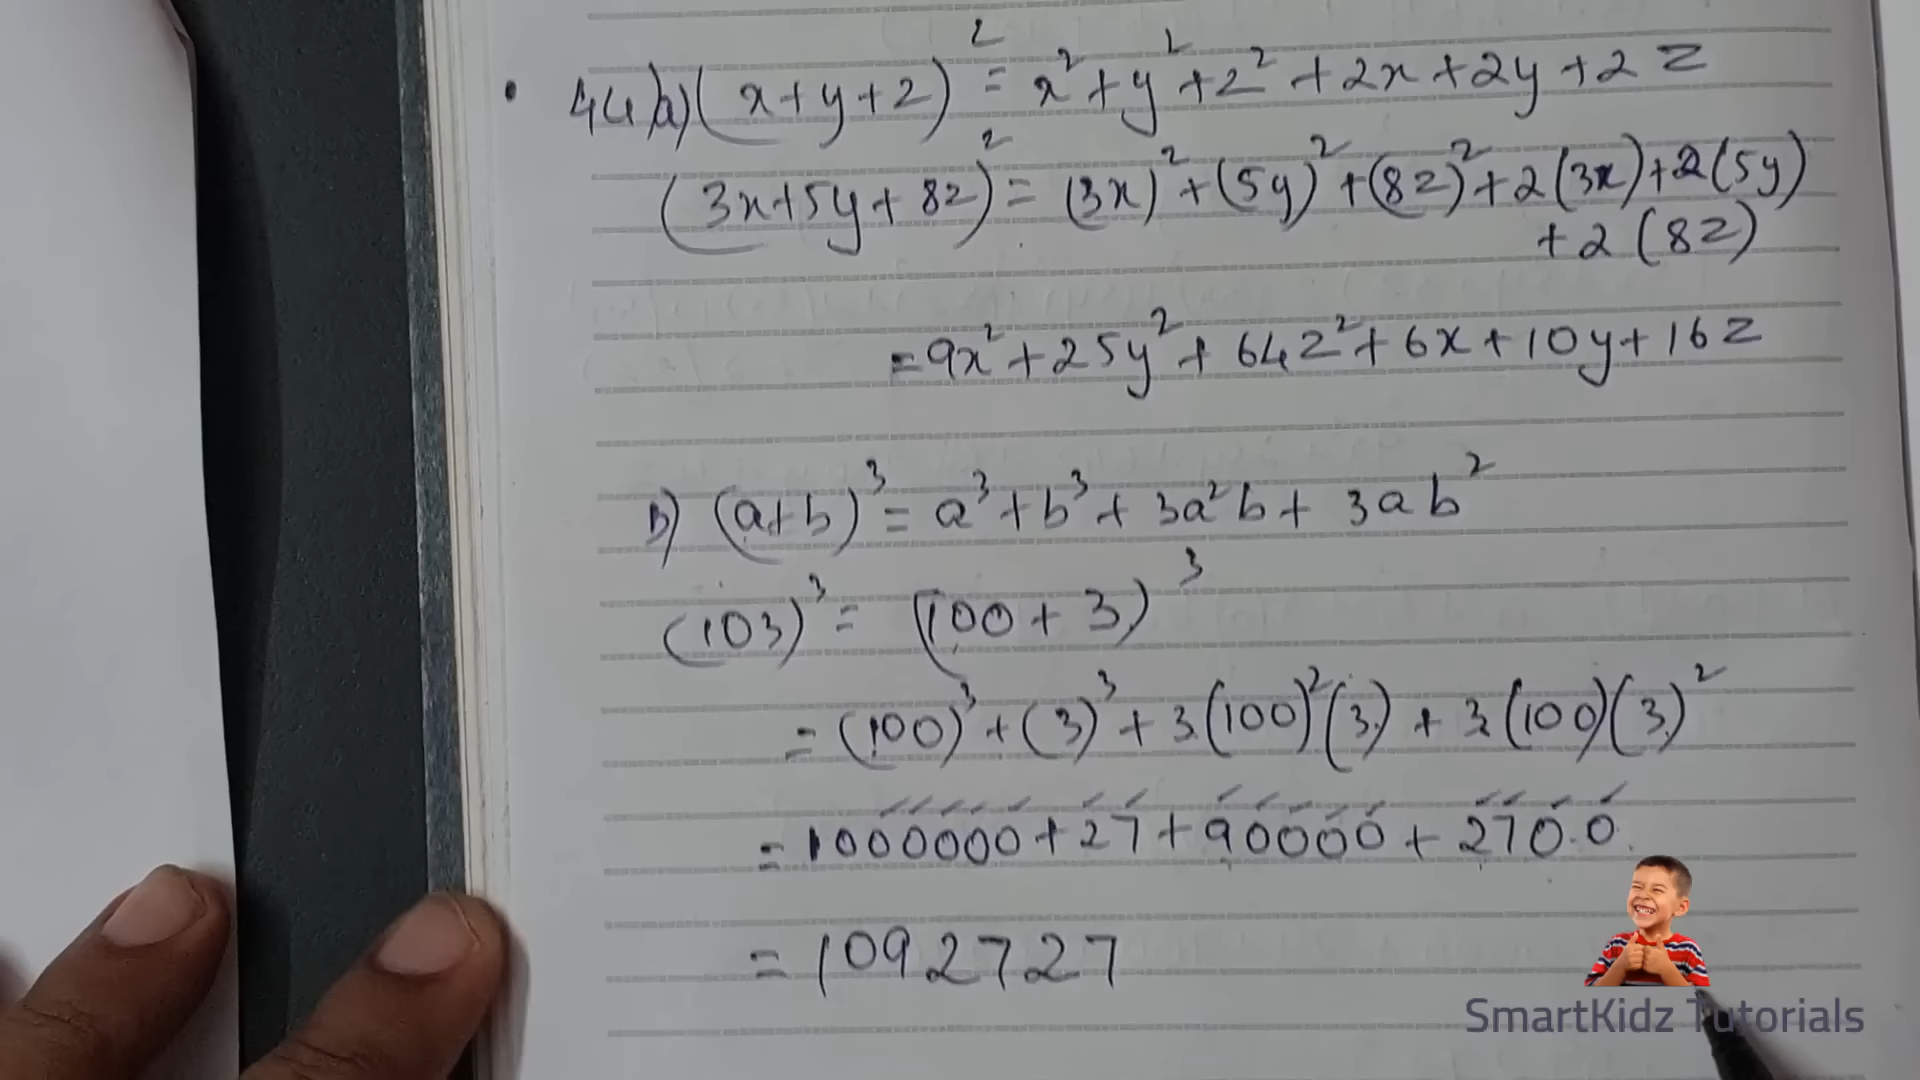 44) a) (x+y+z)² = x²+y²+z²+2x+2y+2z
(3x+5y+8z)² = (3x)²+(5y)²+(8z)²+2(3x)+2(5y)
+2(8z)
= 9x²+25y²+64z²+6x+10y+16z
b) (a+b)³ = a³+b³+3a²b+3ab²
(103)³ = (100+3)³
= (100)³+(3)³+3(100)²(3)+3(100)(3)²
= 1000000+27+90000+2700
= 1092727
SmartKidz Tutorials